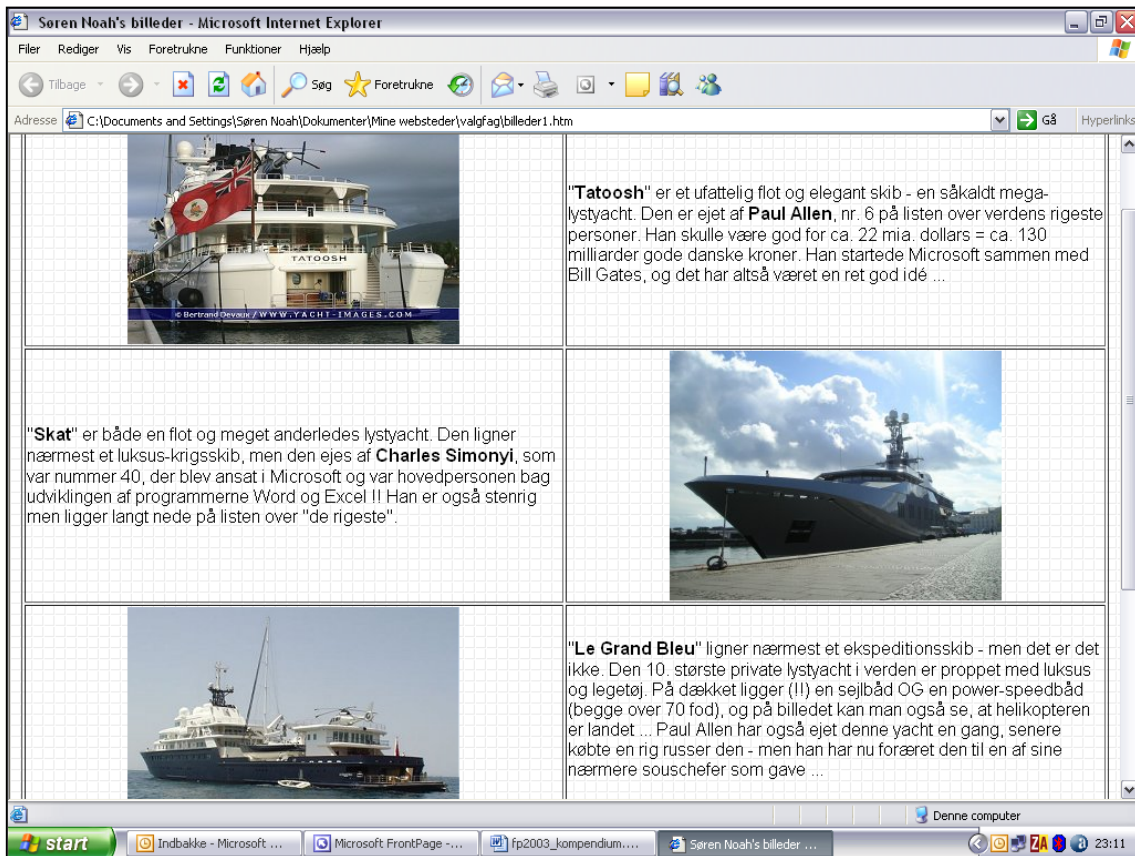 Søren Noah's billeder - Microsoft Internet Explorer
Filer Rediger Vis Foretrukne Funktioner Hjælp
Tilbage Søg Foretrukne
Adresse C:\Documents and Settings\Søren Noah\Dokumenter\Mine websteder\valgfag\billeder1.htm Gå Hyperlinks
TATOOSH
© Bertrand Devaux / WWW.YACHT-IMAGES.COM
"Tatoosh" er et ufattelig flot og elegant skib - en såkaldt mega-
lystyacht. Den er ejet af Paul Allen, nr. 6 på listen over verdens rigeste
personer. Han skulle være god for ca. 22 mia. dollars = ca. 130
milliarder gode danske kroner. Han startede Microsoft sammen med
Bill Gates, og det har altså været en ret god idé ...
"Skat" er både en flot og meget anderledes lystyacht. Den ligner
nærmest et luksus-krigsskib, men den ejes af Charles Simonyi, som
var nummer 40, der blev ansat i Microsoft og var hovedpersonen bag
udviklingen af programmerne Word og Excel !! Han er også stenrig
men ligger langt nede på listen over "de rigeste".
"Le Grand Bleu" ligner nærmest et ekspeditionsskib - men det er det
ikke. Den 10. største private lystyacht i verden er proppet med luksus
og legetøj. På dækket ligger (!!) en sejlbåd OG en power-speedbåd
(begge over 70 fod), og på billedet kan man også se, at helikopteren
er landet ... Paul Allen har også ejet denne yacht en gang, senere
købte en rig russer den - men han har nu foræret den til en af sine
nærmere souschefer som gave ...
Denne computer
start Indbakke - Microsoft ... Microsoft FrontPage -... fp2003_kompendium.... Søren Noah's billeder ... ZA 23:11